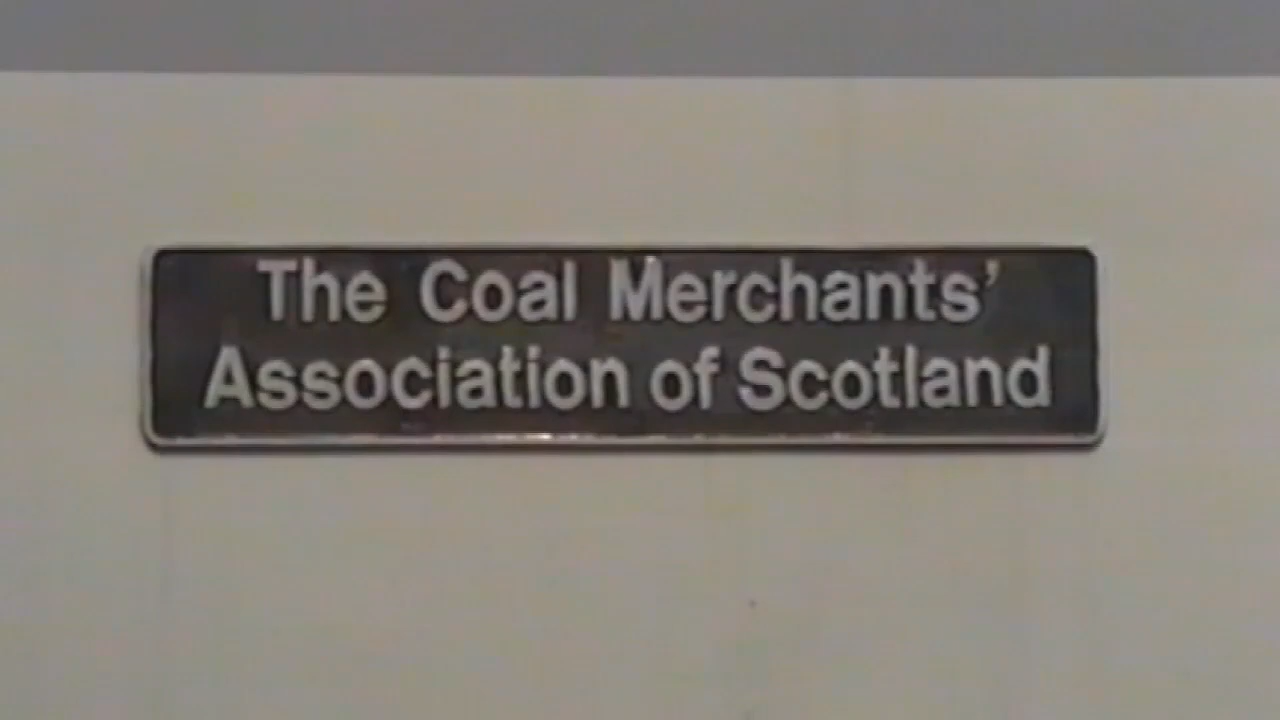 The Coal Merchants’
Association of Scotland